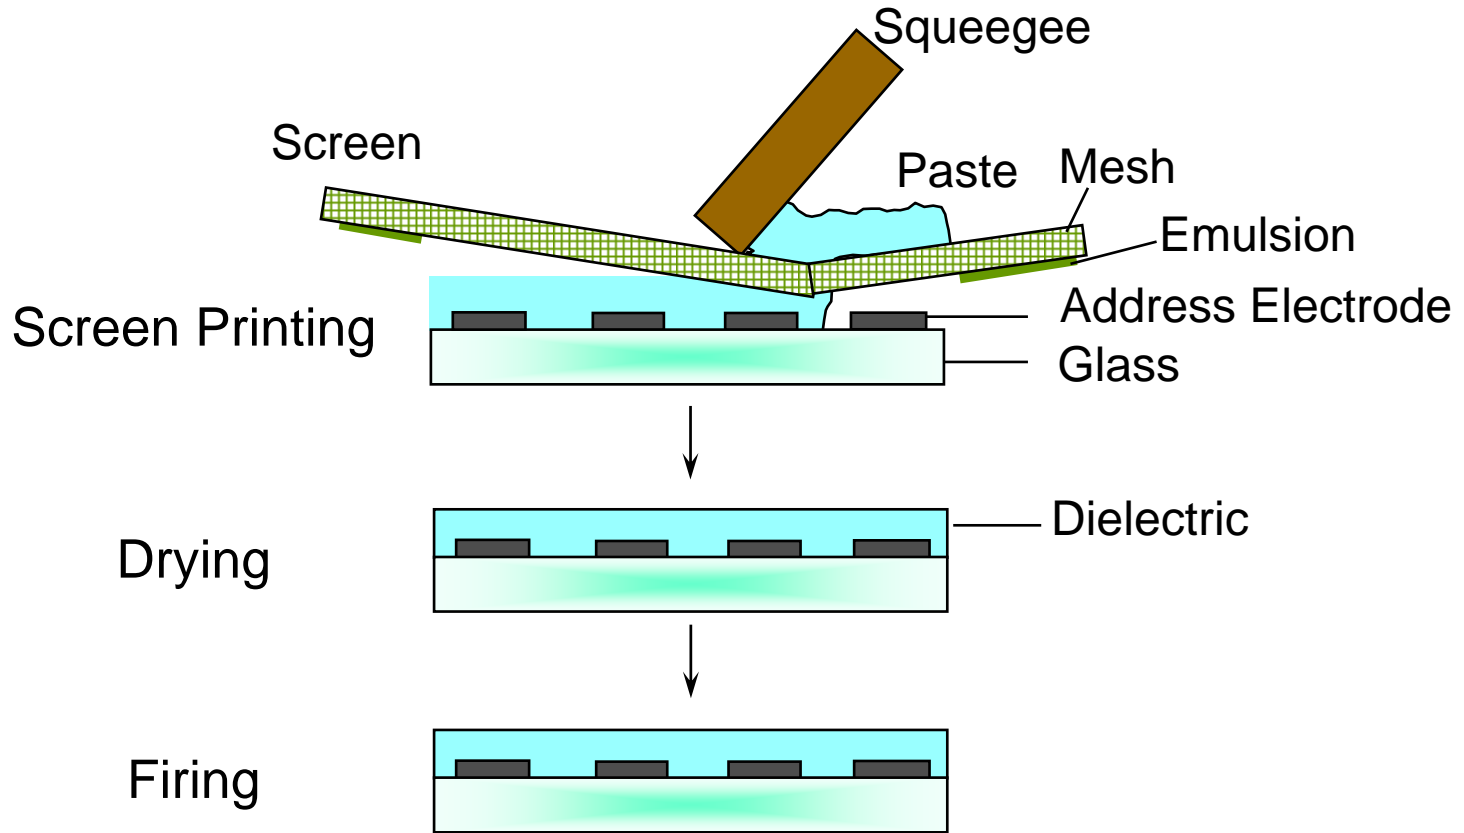 Squeegee
Screen
Paste
Mesh
Emulsion
Address Electrode
Screen Printing
Glass
Dielectric
Drying
Firing